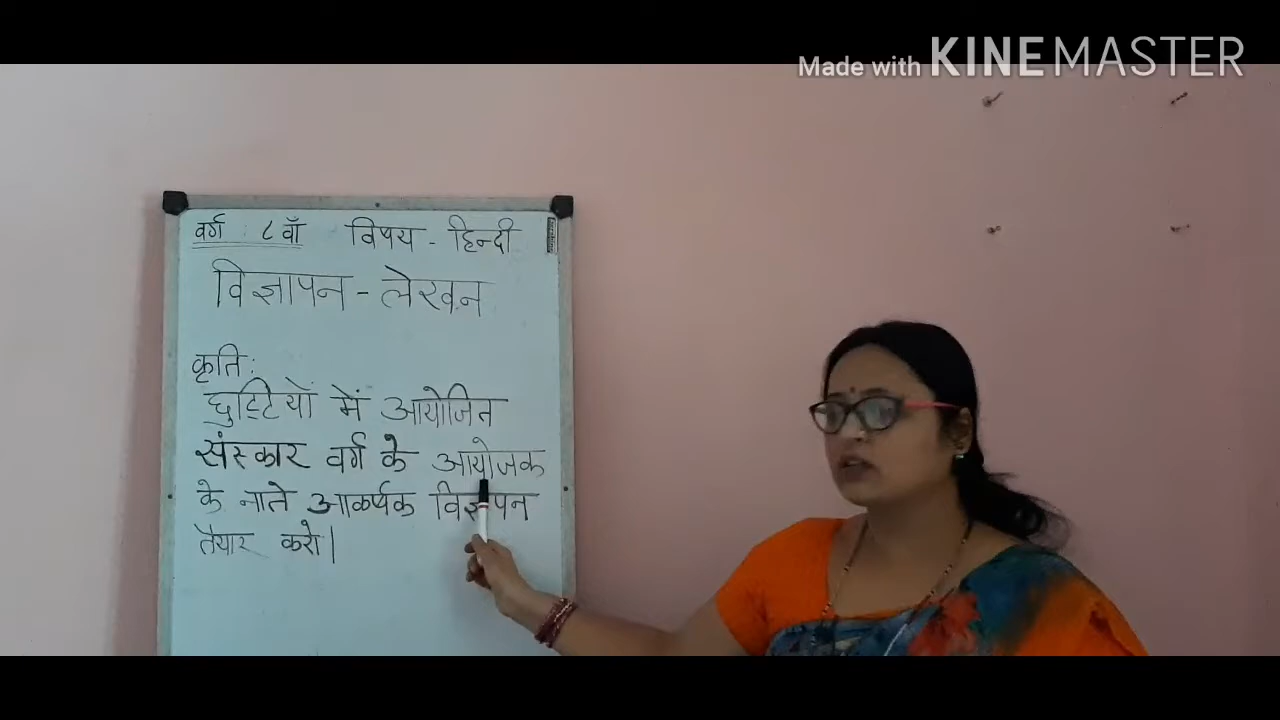 Made with KINEMASTER
वर्ग : ८ वाँ विषय - हिन्दी
विज्ञापन - लेखन
कृति :
छुट्टियों में आयोजित
संस्कार वर्ग के आयोजक
के नाते आकर्षक विज्ञापन
तैयार करो|